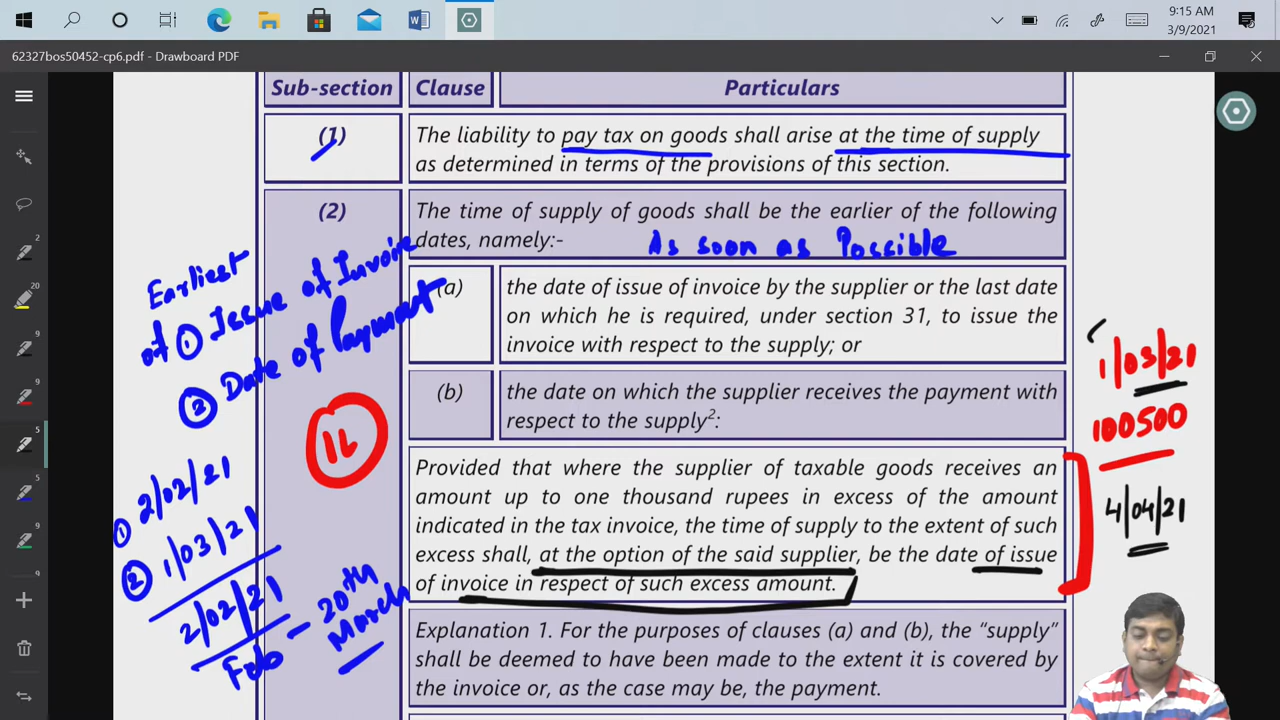 9:15 AM
3/9/2021
62327bos50452-cp6.pdf - Drawboard PDF
Sub-section Clause Particulars
(1) The liability to pay tax on goods shall arise at the time of supply
as determined in terms of the provisions of this section.
(2) The time of supply of goods shall be the earlier of the following
dates, namely:- As soon as Possible
(a) the date of issue of invoice by the supplier or the last date
on which he is required, under section 31, to issue the
invoice with respect to the supply; or
(b) the date on which the supplier receives the payment with
respect to the supply2:
Provided that where the supplier of taxable goods receives an
amount up to one thousand rupees in excess of the amount
indicated in the tax invoice, the time of supply to the extent of such
excess shall, at the option of the said supplier, be the date of issue
of invoice in respect of such excess amount.
Explanation 1. For the purposes of clauses (a) and (b), the “supply”
shall be deemed to have been made to the extent it is covered by
the invoice or, as the case may be, the payment.
Earliest
of ① Issue of Invoice
② Date of Payment
1L
① 2/02/21
② 1/03/21
2/02/21 – 20th
March
Feb
1/03/21
100500
4/04/21
2
20
9
9
5
5
9
9